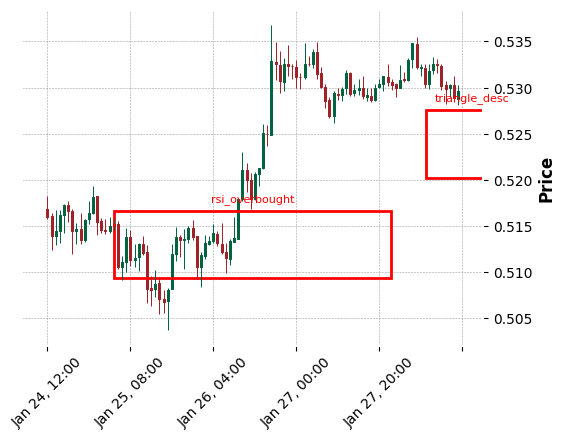 0.535
0.530
triangle_desc
0.525
0.520
rsi_overbought
0.515
0.510
0.505
Price
Jan 24, 12:00
Jan 25, 08:00
Jan 26, 04:00
Jan 27, 00:00
Jan 27, 20:00